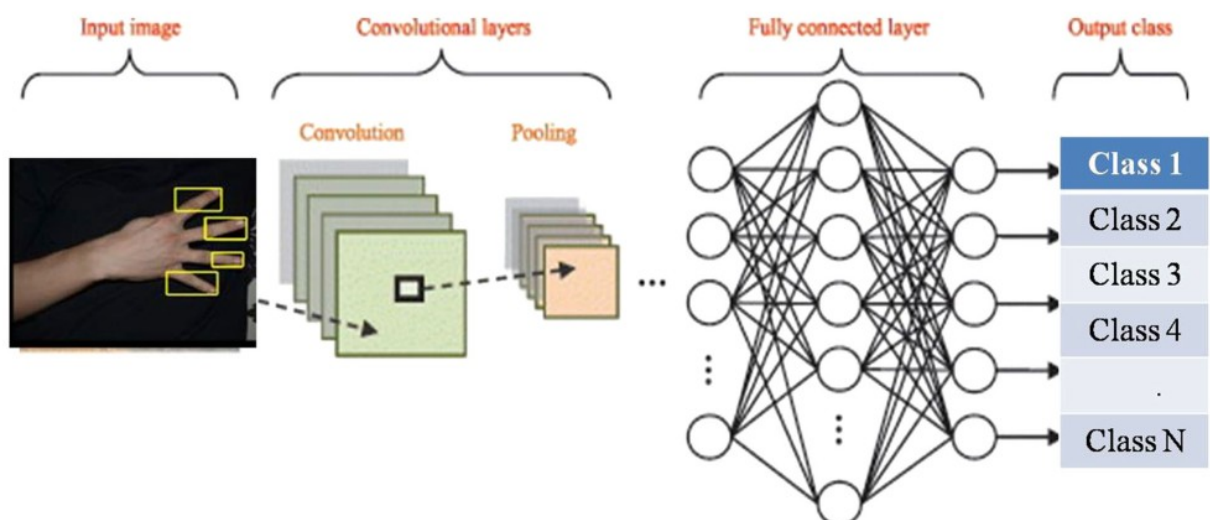 Input image
Convolutional layers
Fully connected layer
Output class
Convolution
Pooling
...
Class 1
Class 2
Class 3
Class 4
.
Class N